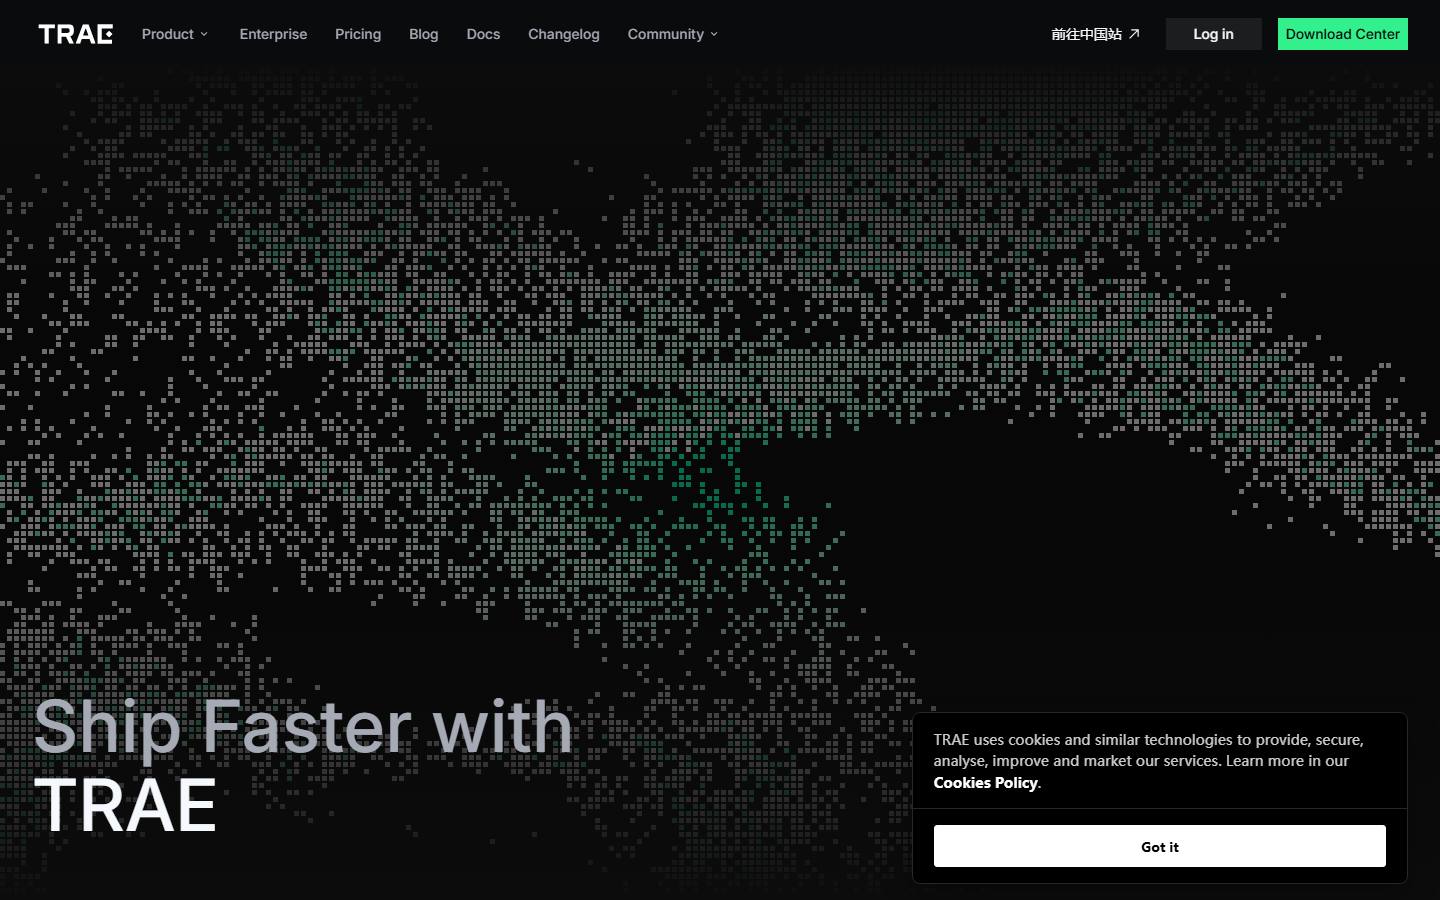 TRAE
Product
Enterprise
Pricing
Blog
Docs
Changelog
Community
前往中国站
Log in
Download Center
Ship Faster with
TRAE
TRAE uses cookies and similar technologies to provide, secure,
analyse, improve and market our services. Learn more in our
Cookies Policy.
Got it